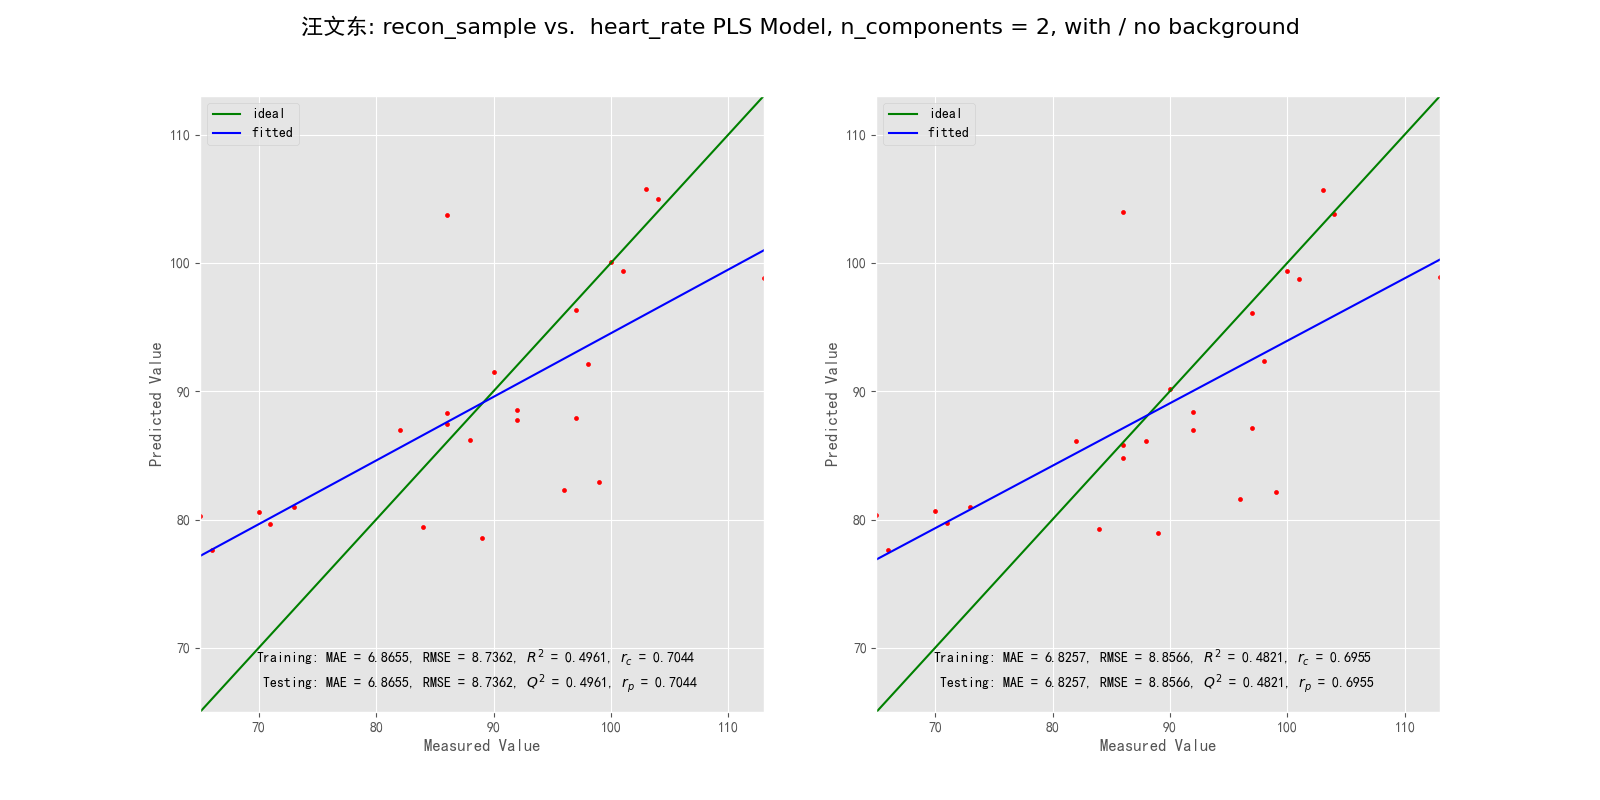 汪文东: recon_sample vs.  heart_rate PLS Model, n_components = 2, with / no background
ideal
fitted
110
100
90
80
70
Predicted Value
Training: MAE = 6.8655, RMSE = 8.7362, R² = 0.4961, r_c = 0.7044
Testing: MAE = 6.8655, RMSE = 8.7362, Q² = 0.4961, r_p = 0.7044
70 80 90 100 110
Measured Value
ideal
fitted
110
100
90
80
70
Predicted Value
Training: MAE = 6.8257, RMSE = 8.8566, R² = 0.4821, r_c = 0.6955
Testing: MAE = 6.8257, RMSE = 8.8566, Q² = 0.4821, r_p = 0.6955
70 80 90 100 110
Measured Value